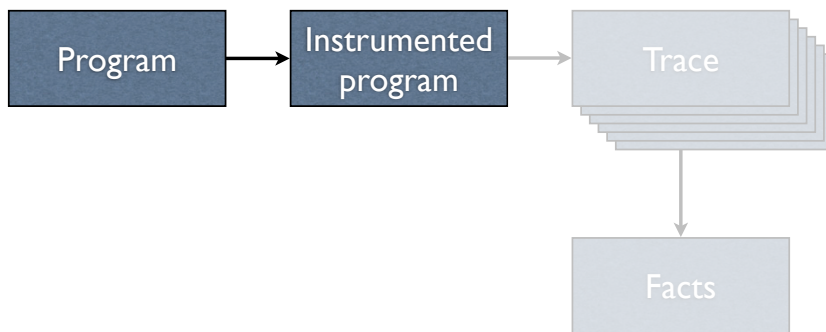 Program
Instrumented
program
Trace
Facts